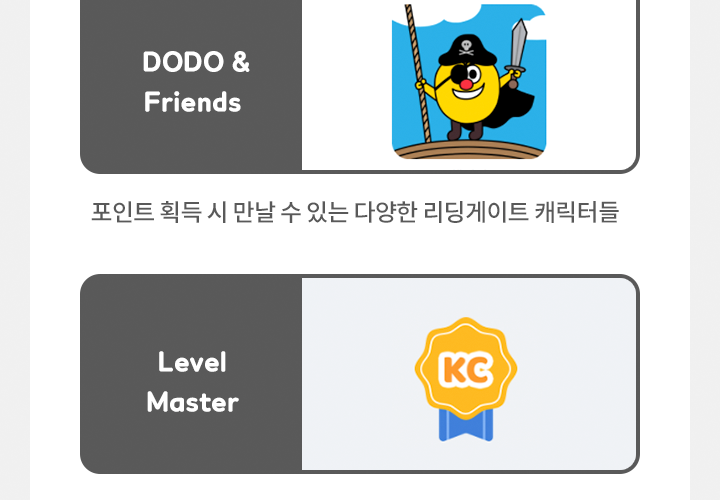 DODO &
Friends
포인트 획득 시 만날 수 있는 다양한 리딩게이트 캐릭터들
Level
Master
KC